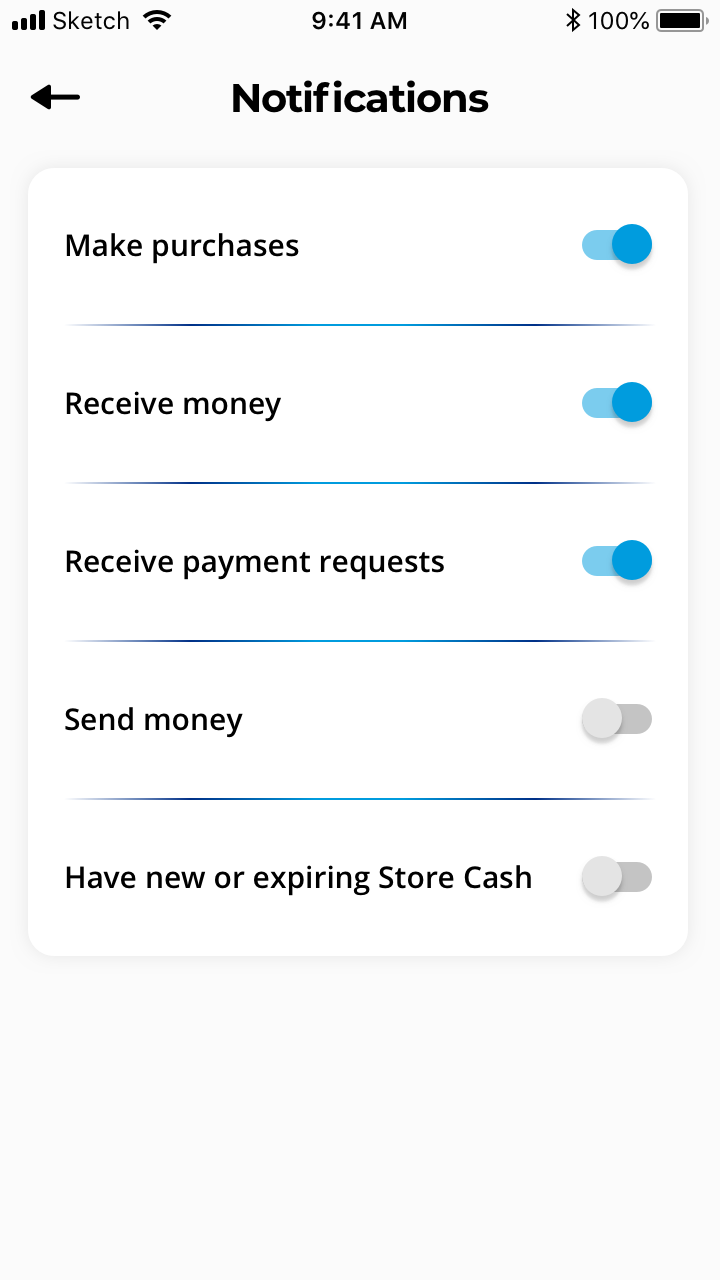 Sketch 9:41 AM 100%
Notifications
Make purchases
Receive money
Receive payment requests
Send money
Have new or expiring Store Cash